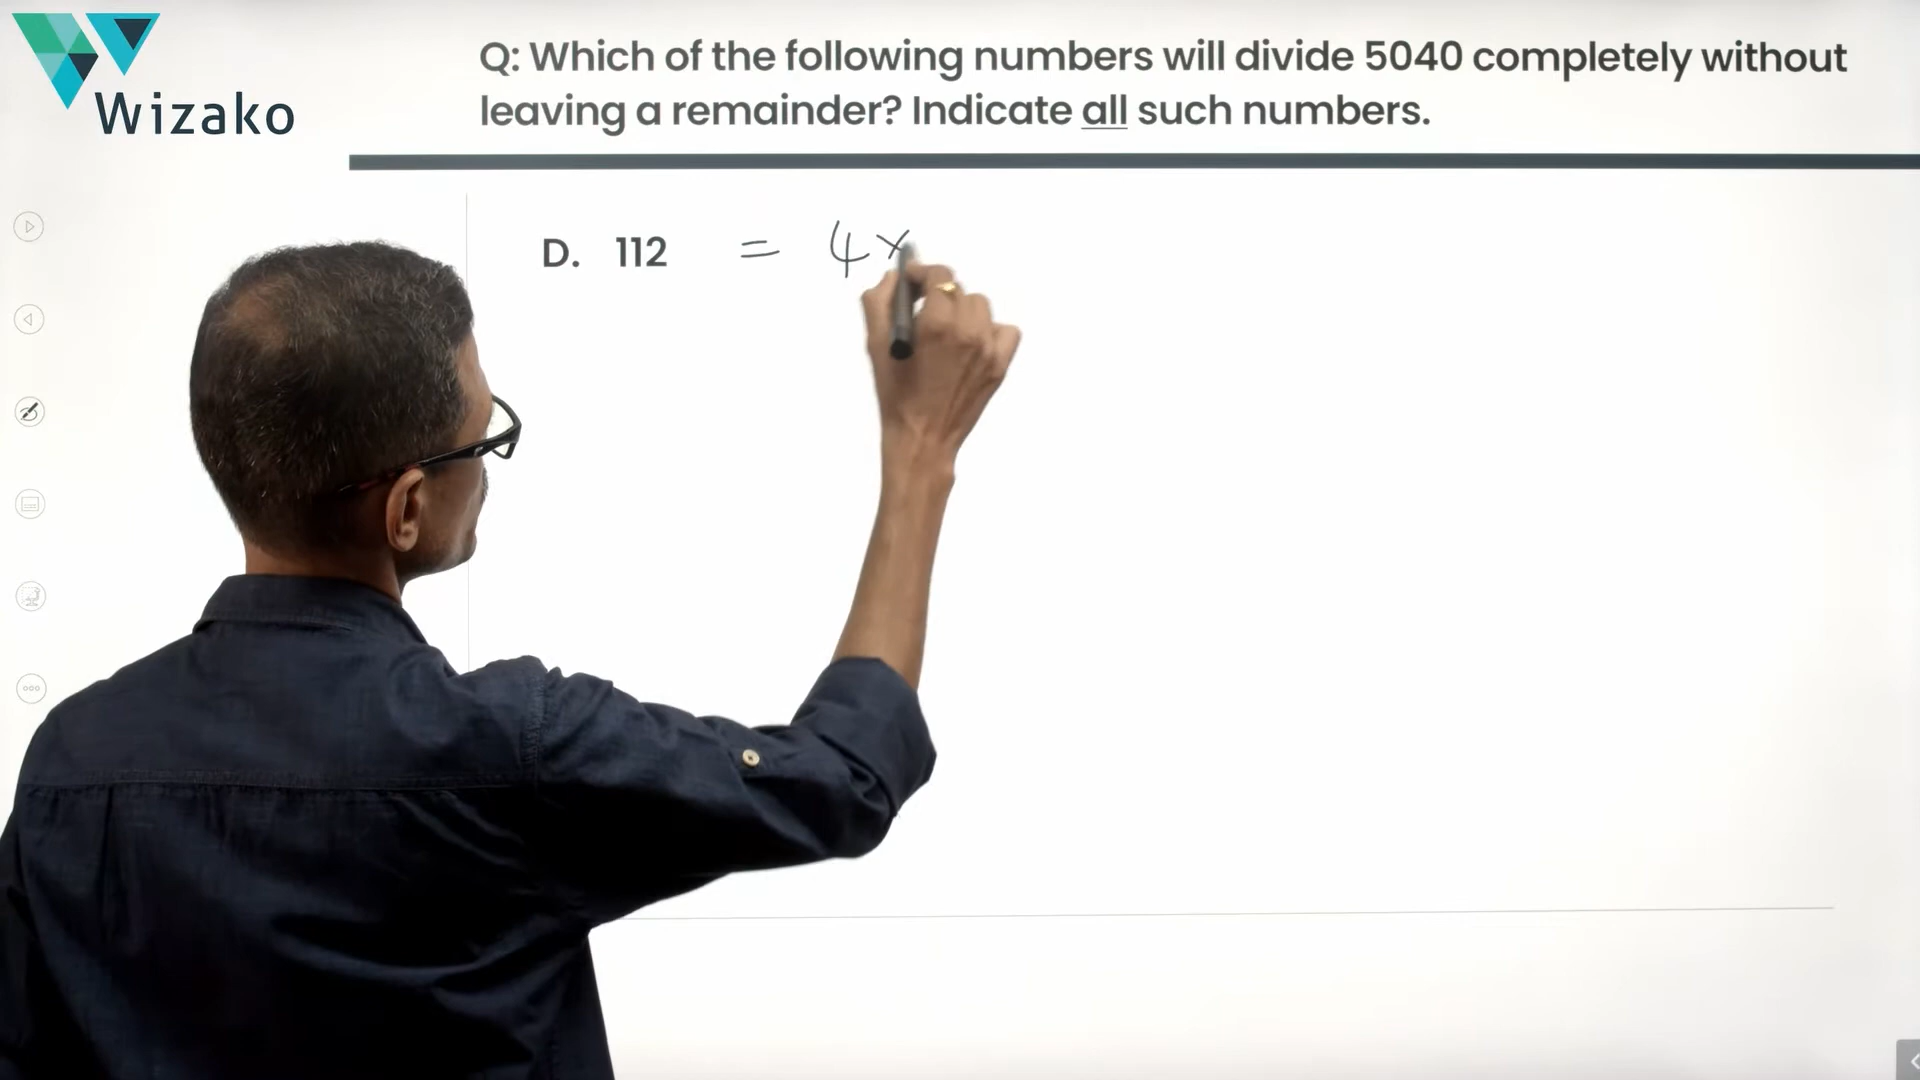 Wizako
Q: Which of the following numbers will divide 5040 completely without
leaving a remainder? Indicate all such numbers.
D. 112 = 4×